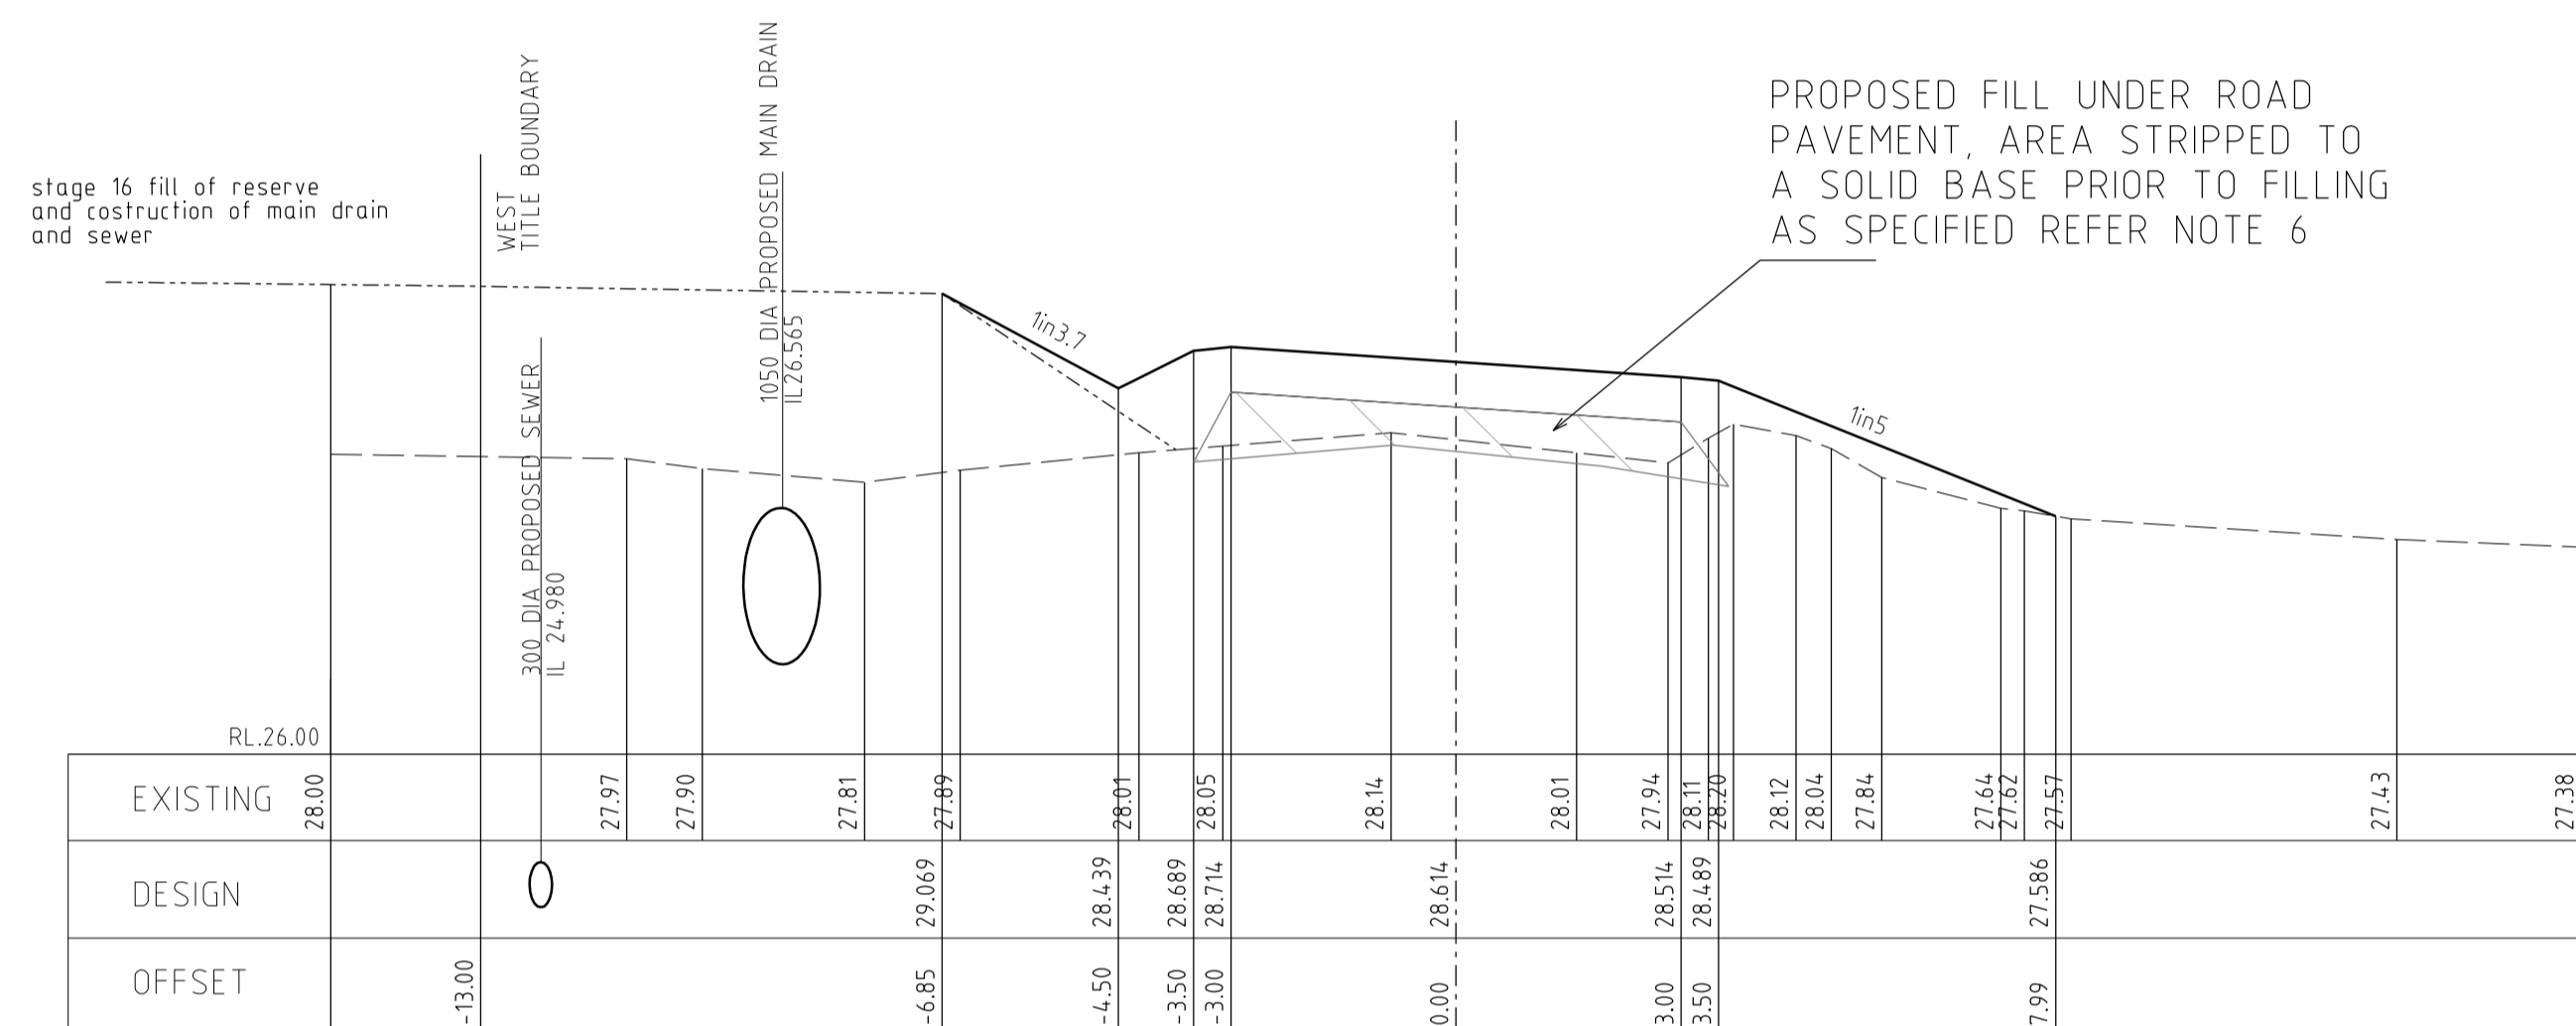 stage 16 fill of reserve
and costruction of main drain
and sewer
WEST
TITLE BOUNDARY
300 DIA PROPOSED SEWER
IL 24.980
1050 DIA PROPOSED MAIN DRAIN
IL26.565
1in3.7
PROPOSED FILL UNDER ROAD
PAVEMENT, AREA STRIPPED TO
A SOLID BASE PRIOR TO FILLING
AS SPECIFIED REFER NOTE 6
1in5
RL.26.00
EXISTING 28.00 27.97 27.90 27.81 27.89 28.01 28.05 28.14 28.01 27.94 28.11 28.20 28.12 28.04 27.84 27.64 27.62 27.57 27.43 27.38
DESIGN 29.069 28.439 28.689 28.714 28.614 28.514 28.489 27.586
OFFSET -13.00 -6.85 -4.50 -3.50 -3.00 0.00 3.00 3.50 7.99